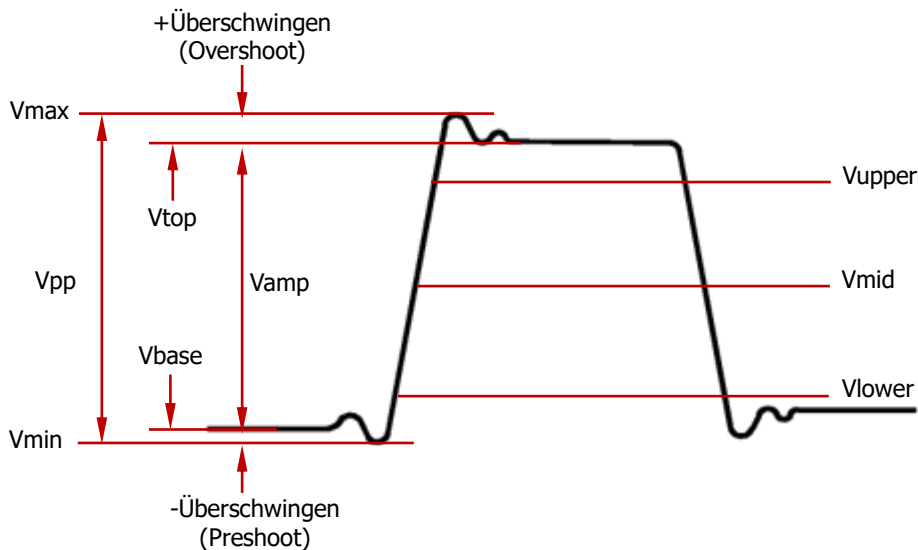 +Überschwingen
(Overshoot)
Vmax
Vtop
Vupper
Vpp
Vamp
Vmid
Vbase
Vlower
Vmin
-Überschwingen
(Preshoot)